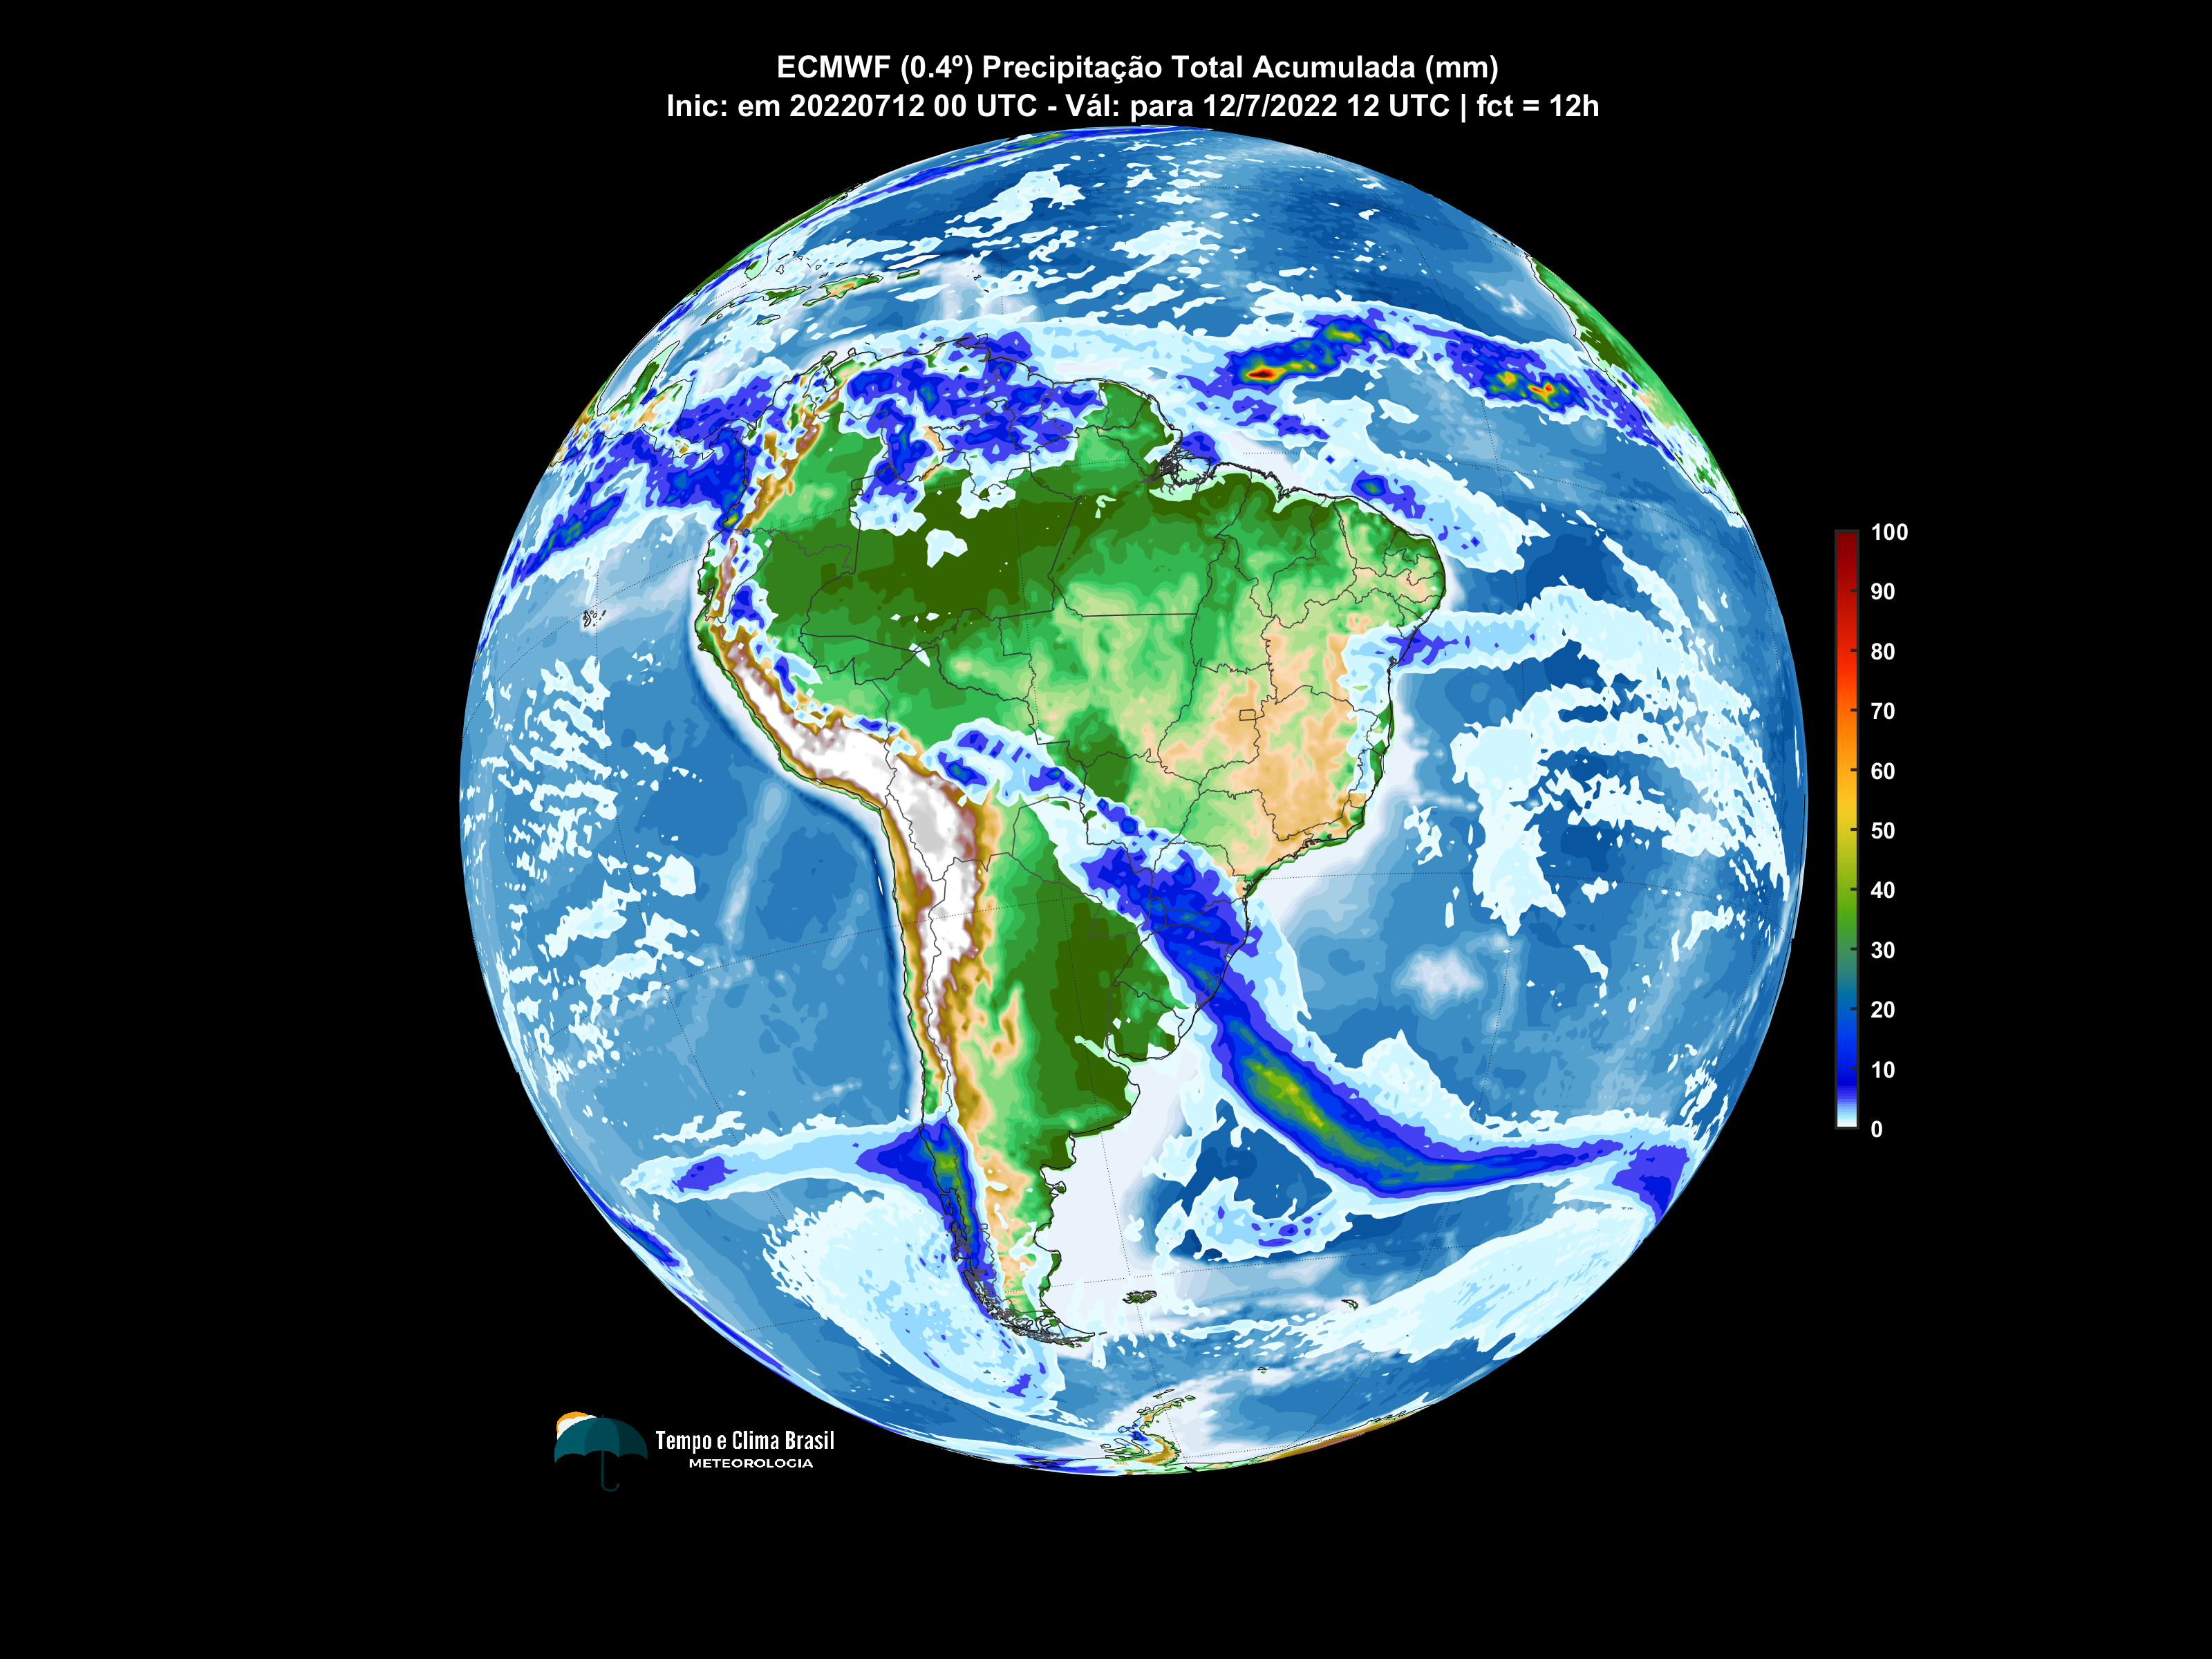 ECMWF (0.4º) Precipitação Total Acumulada (mm)
Inic: em 20220712 00 UTC - Vál: para 12/7/2022 12 UTC | fct = 12h
100
90
80
70
60
50
40
30
20
10
0
Tempo e Clima Brasil
METEOROLOGIA